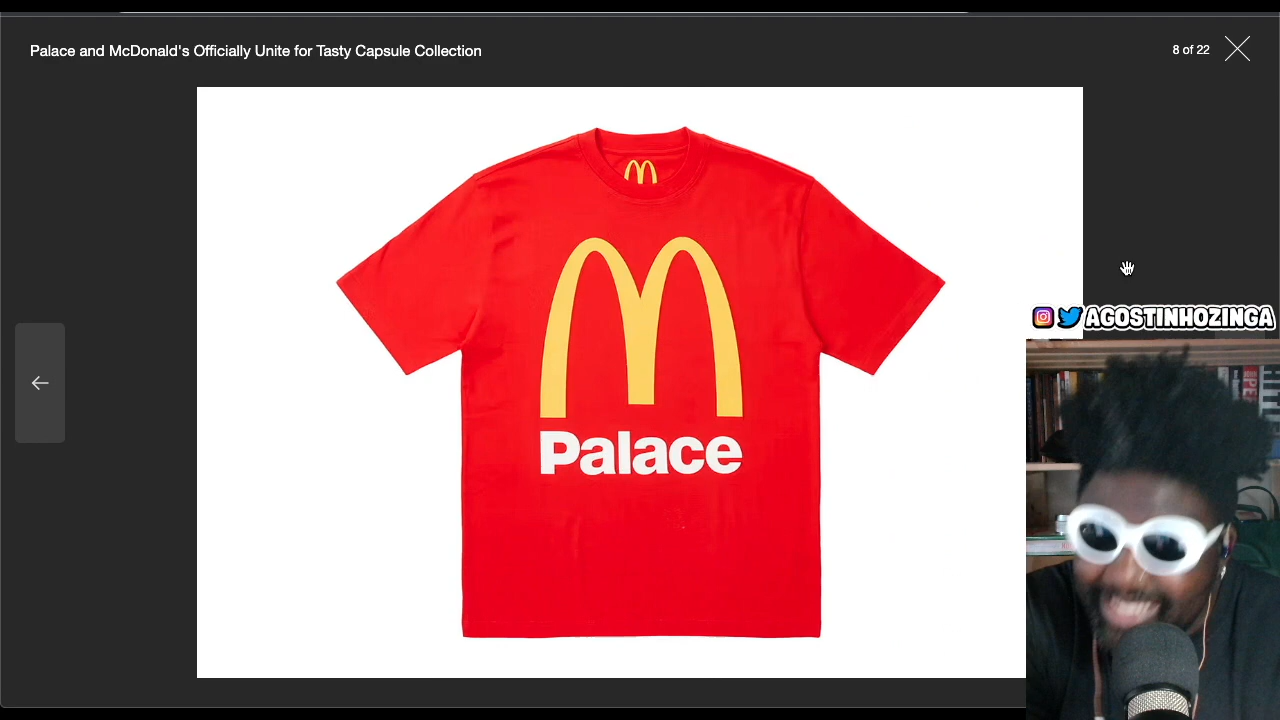 Palace and McDonald's Officially Unite for Tasty Capsule Collection
8 of 22
Palace
AGOSTINHOZINGA